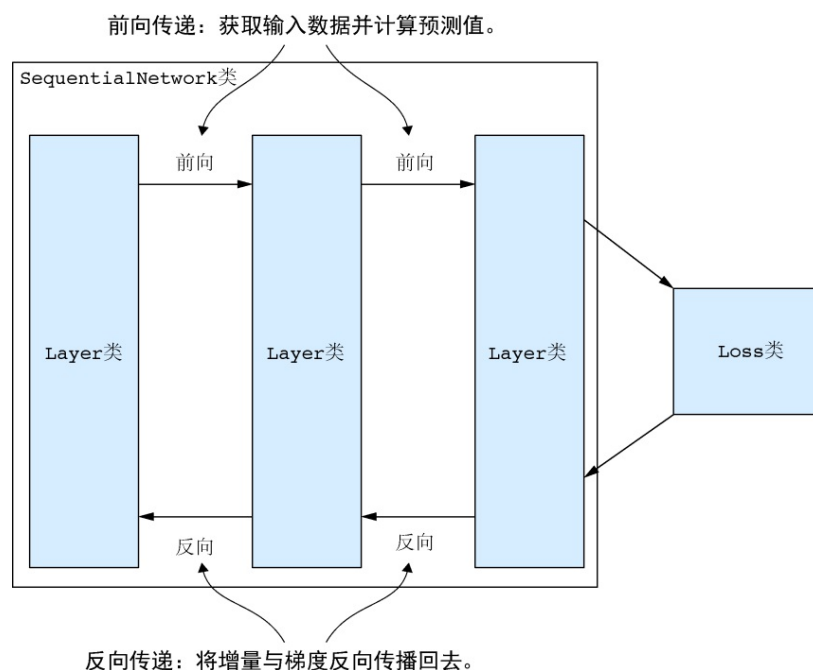 前向传递：获取输入数据并计算预测值。
SequentialNetwork类
前向
前向
Layer类
Layer类
Layer类
Loss类
反向
反向
反向传递：将增量与梯度反向传播回去。